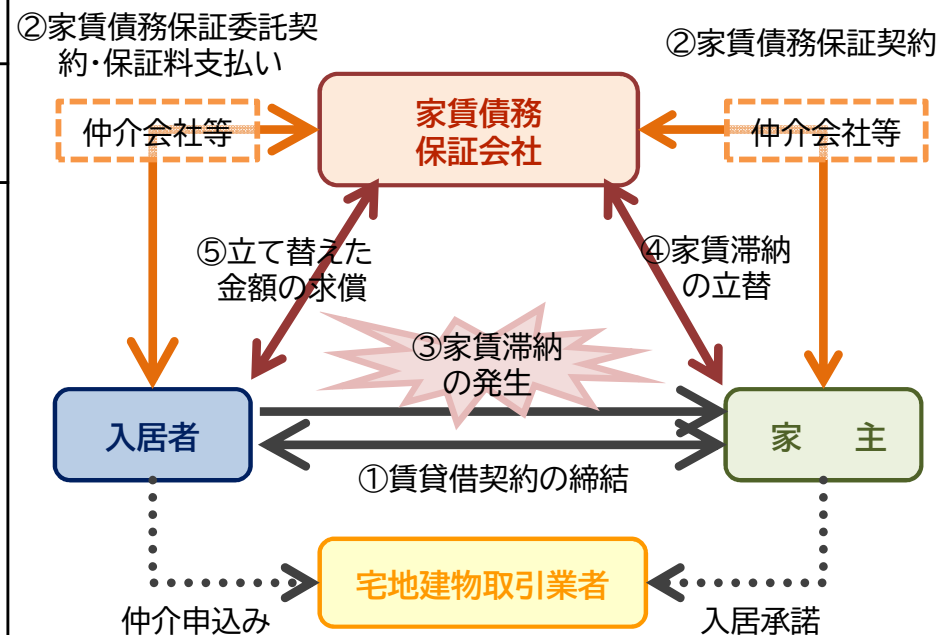 ②家賃債務保証委託契
約・保証料支払い
②家賃債務保証契約
仲介会社等
家賃債務
保証会社
仲介会社等
⑤立て替えた
金額の求償
④家賃滞納
の立替
③家賃滞納
の発生
入居者
家　主
①賃貸借契約の締結
宅地建物取引業者
仲介申込み
入居承諾